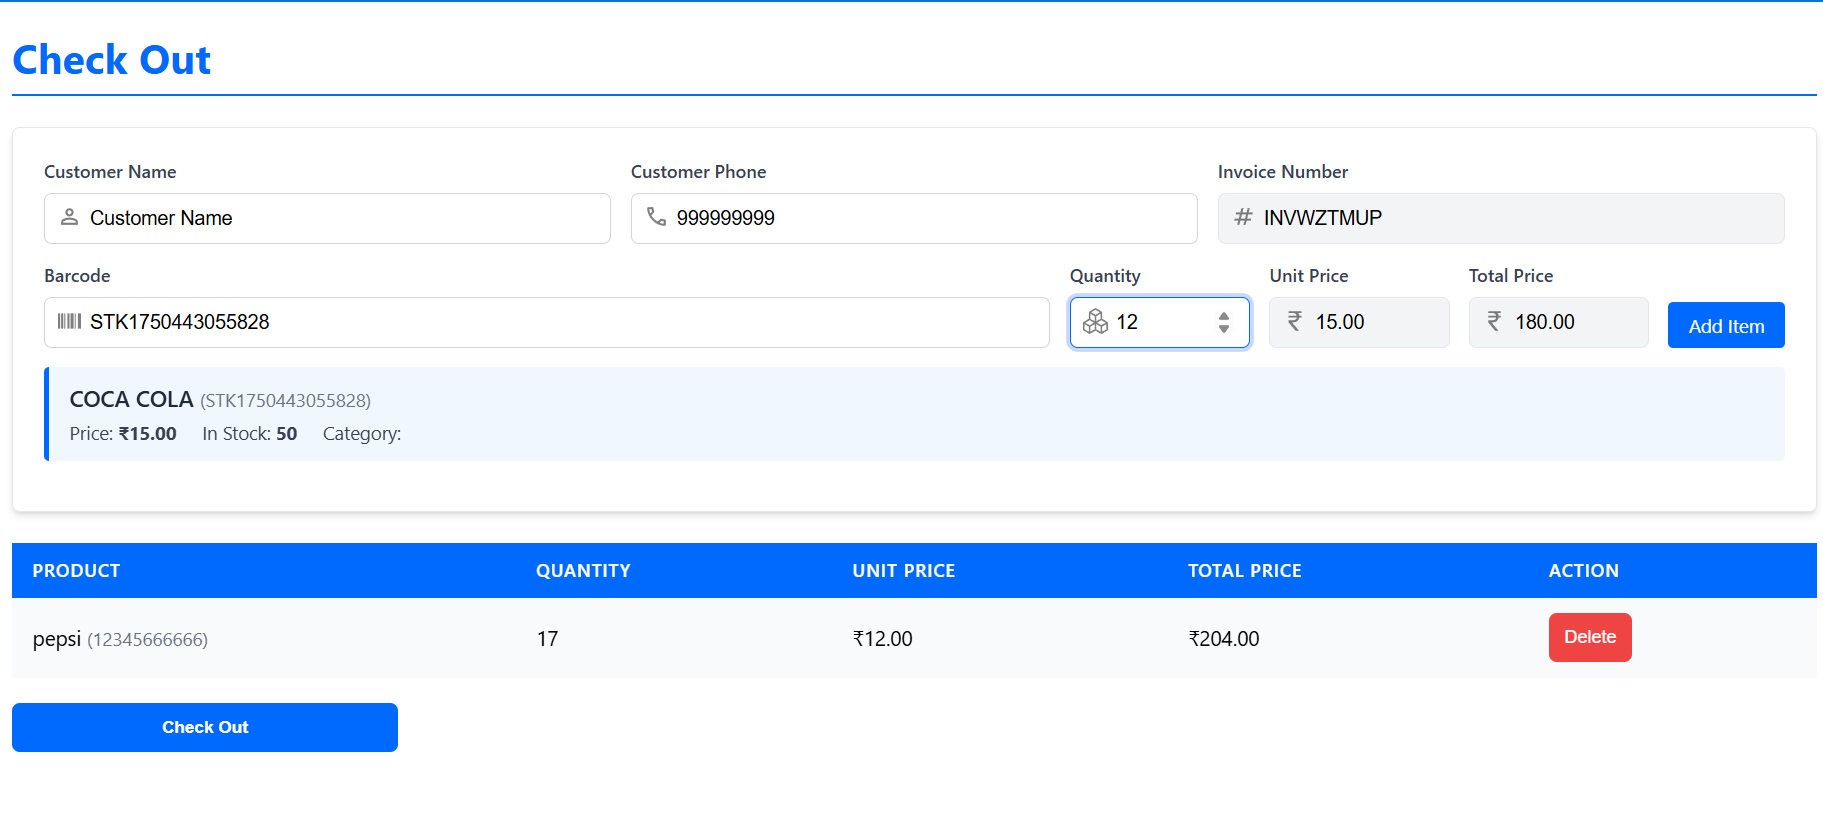 Check Out
Customer Name Customer Phone Invoice Number
Customer Name 999999999 # INVWZTMUP
Barcode Quantity Unit Price Total Price
STK1750443055828 12 ₹ 15.00 ₹ 180.00 Add Item
COCA COLA (STK1750443055828)
Price: ₹15.00 In Stock: 50 Category:
PRODUCT QUANTITY UNIT PRICE TOTAL PRICE ACTION
pepsi (12345666666) 17 ₹12.00 ₹204.00 Delete
Check Out